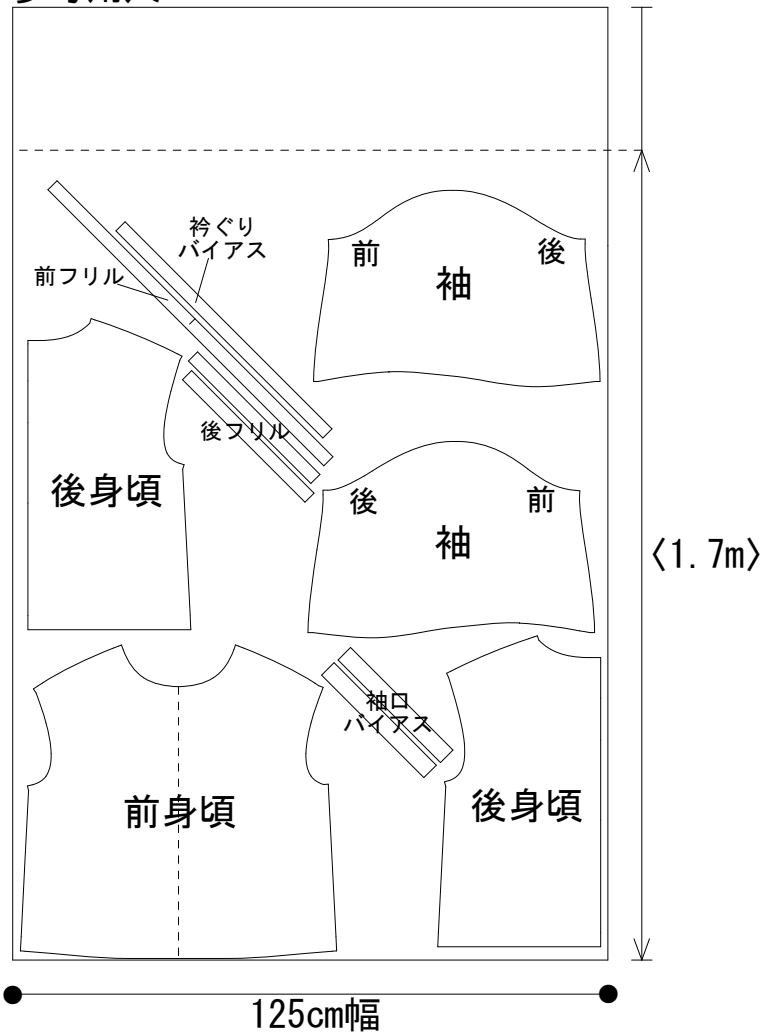 衿ぐり
バイアス
前フリル
前
後
袖
後フリル
後身頃
後
前
袖
〈1.7m〉
袖口
バイアス
前身頃
後身頃
125cm幅